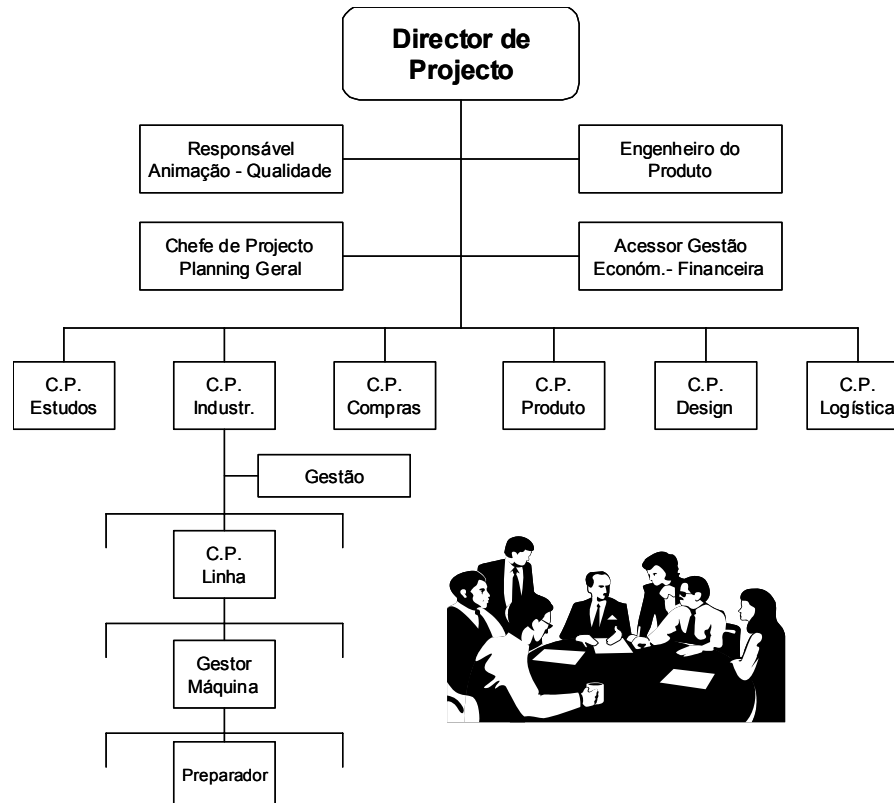 Director de
Projecto
Responsável
Animação - Qualidade
Engenheiro do
Produto
Chefe de Projecto
Planning Geral
Acessor Gestão
Económ.- Financeira
C.P.
Estudos
C.P.
Industr.
C.P.
Compras
C.P.
Produto
C.P.
Design
C.P.
Logística
Gestão
C.P.
Linha
Gestor
Máquina
Preparador